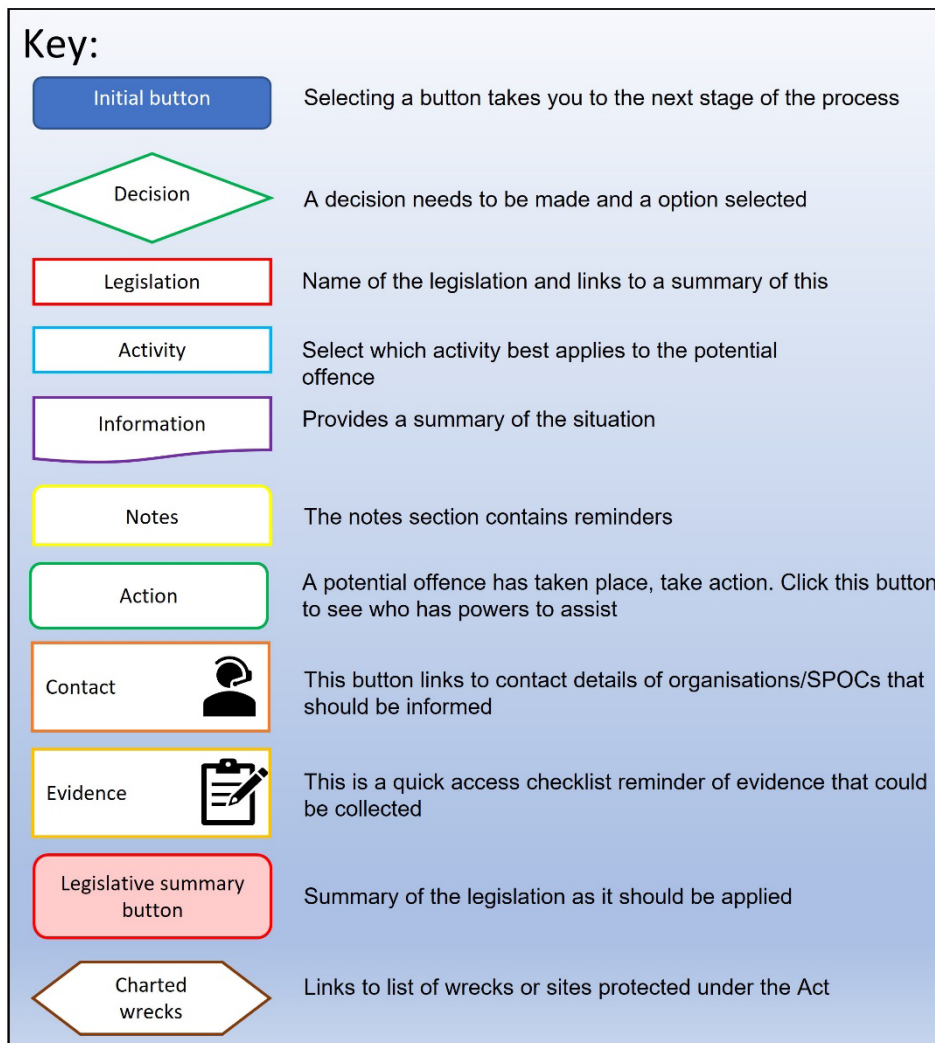 Key:
Initial button
Selecting a button takes you to the next stage of the process
Decision
A decision needs to be made and a option selected
Legislation
Name of the legislation and links to a summary of this
Activity
Select which activity best applies to the potential
offence
Information
Provides a summary of the situation
Notes
The notes section contains reminders
Action
A potential offence has taken place, take action. Click this button
to see who has powers to assist
Contact
This button links to contact details of organisations/SPOCs that
should be informed
Evidence
This is a quick access checklist reminder of evidence that could
be collected
Legislative summary
button
Summary of the legislation as it should be applied
Charted
wrecks
Links to list of wrecks or sites protected under the Act